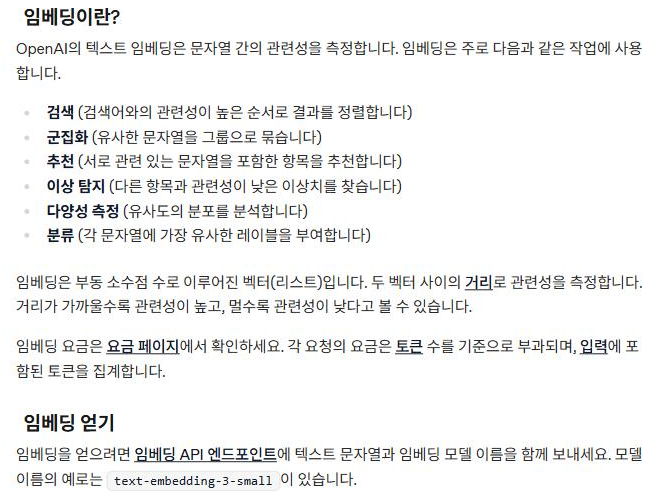 임베딩이란?
OpenAI의 텍스트 임베딩은 문자열 간의 관련성을 측정합니다. 임베딩은 주로 다음과 같은 작업에 사용
합니다.
검색 (검색어와의 관련성이 높은 순서로 결과를 정렬합니다)
군집화 (유사한 문자열을 그룹으로 묶습니다)
추천 (서로 관련 있는 문자열을 포함한 항목을 추천합니다)
이상 탐지 (다른 항목과 관련성이 낮은 이상치를 찾습니다)
다양성 측정 (유사도의 분포를 분석합니다)
분류 (각 문자열에 가장 유사한 레이블을 부여합니다)
임베딩은 부동 소수점 수로 이루어진 벡터(리스트)입니다. 두 벡터 사이의 거리로 관련성을 측정합니다.
거리가 가까울수록 관련성이 높고, 멀수록 관련성이 낮다고 볼 수 있습니다.
임베딩 요금은 요금 페이지에서 확인하세요. 각 요청의 요금은 토큰 수를 기준으로 부과되며, 입력에 포
함된 토큰을 집계합니다.
임베딩 얻기
임베딩을 얻으려면 임베딩 API 엔드포인트에 텍스트 문자열과 임베딩 모델 이름을 함께 보내세요. 모델
이름의 예로는 text-embedding-3-small 이 있습니다.